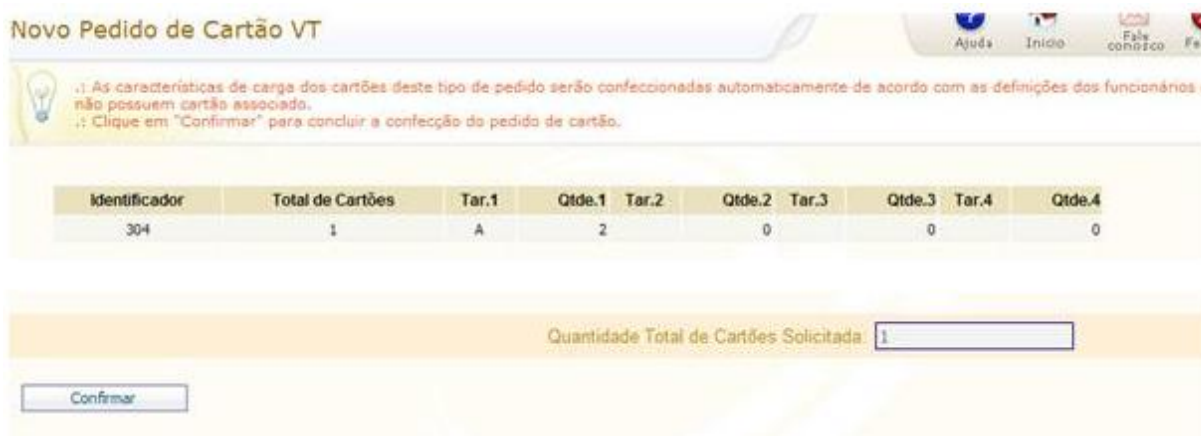 Novo Pedido de Cartão VT
Ajuda
Início
Fale conosco
Fe
.: As características de carga dos cartões deste tipo de pedido serão confeccionadas automaticamente de acordo com as definições dos funcionários
não possuem cartão associado.
.: Clique em "Confirmar" para concluir a confecção do pedido de cartão.
Identificador Total de Cartões Tar.1 Qtde.1 Tar.2 Qtde.2 Tar.3 Qtde.3 Tar.4 Qtde.4
304 1 A 2 0 0 0
Quantidade Total de Cartões Solicitada: 1
Confirmar